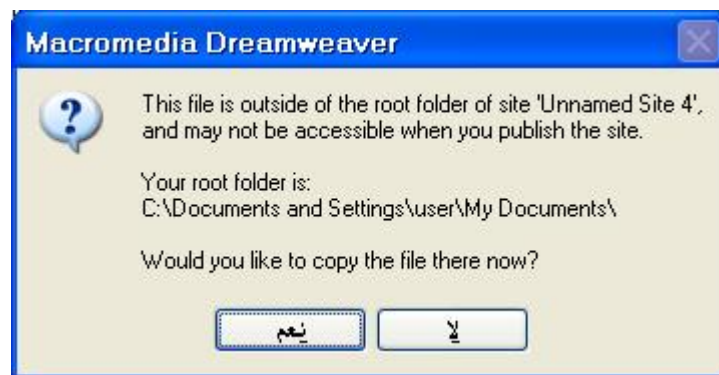 Macromedia Dreamweaver
This file is outside of the root folder of site 'Unnamed Site 4',
and may not be accessible when you publish the site.
Your root folder is:
C:\Documents and Settings\user\My Documents\
Would you like to copy the file there now?
نعم لا